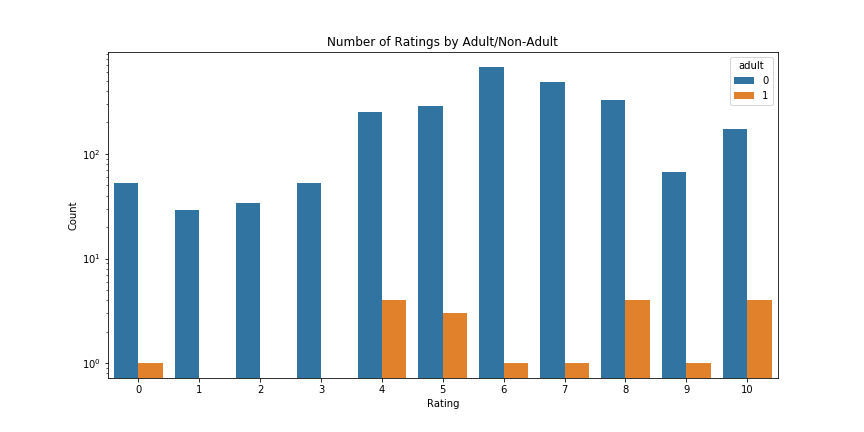 Number of Ratings by Adult/Non-Adult
adult
0
1
Count
10²
10¹
10⁰
0 1 2 3 4 5 6 7 8 9 10
Rating